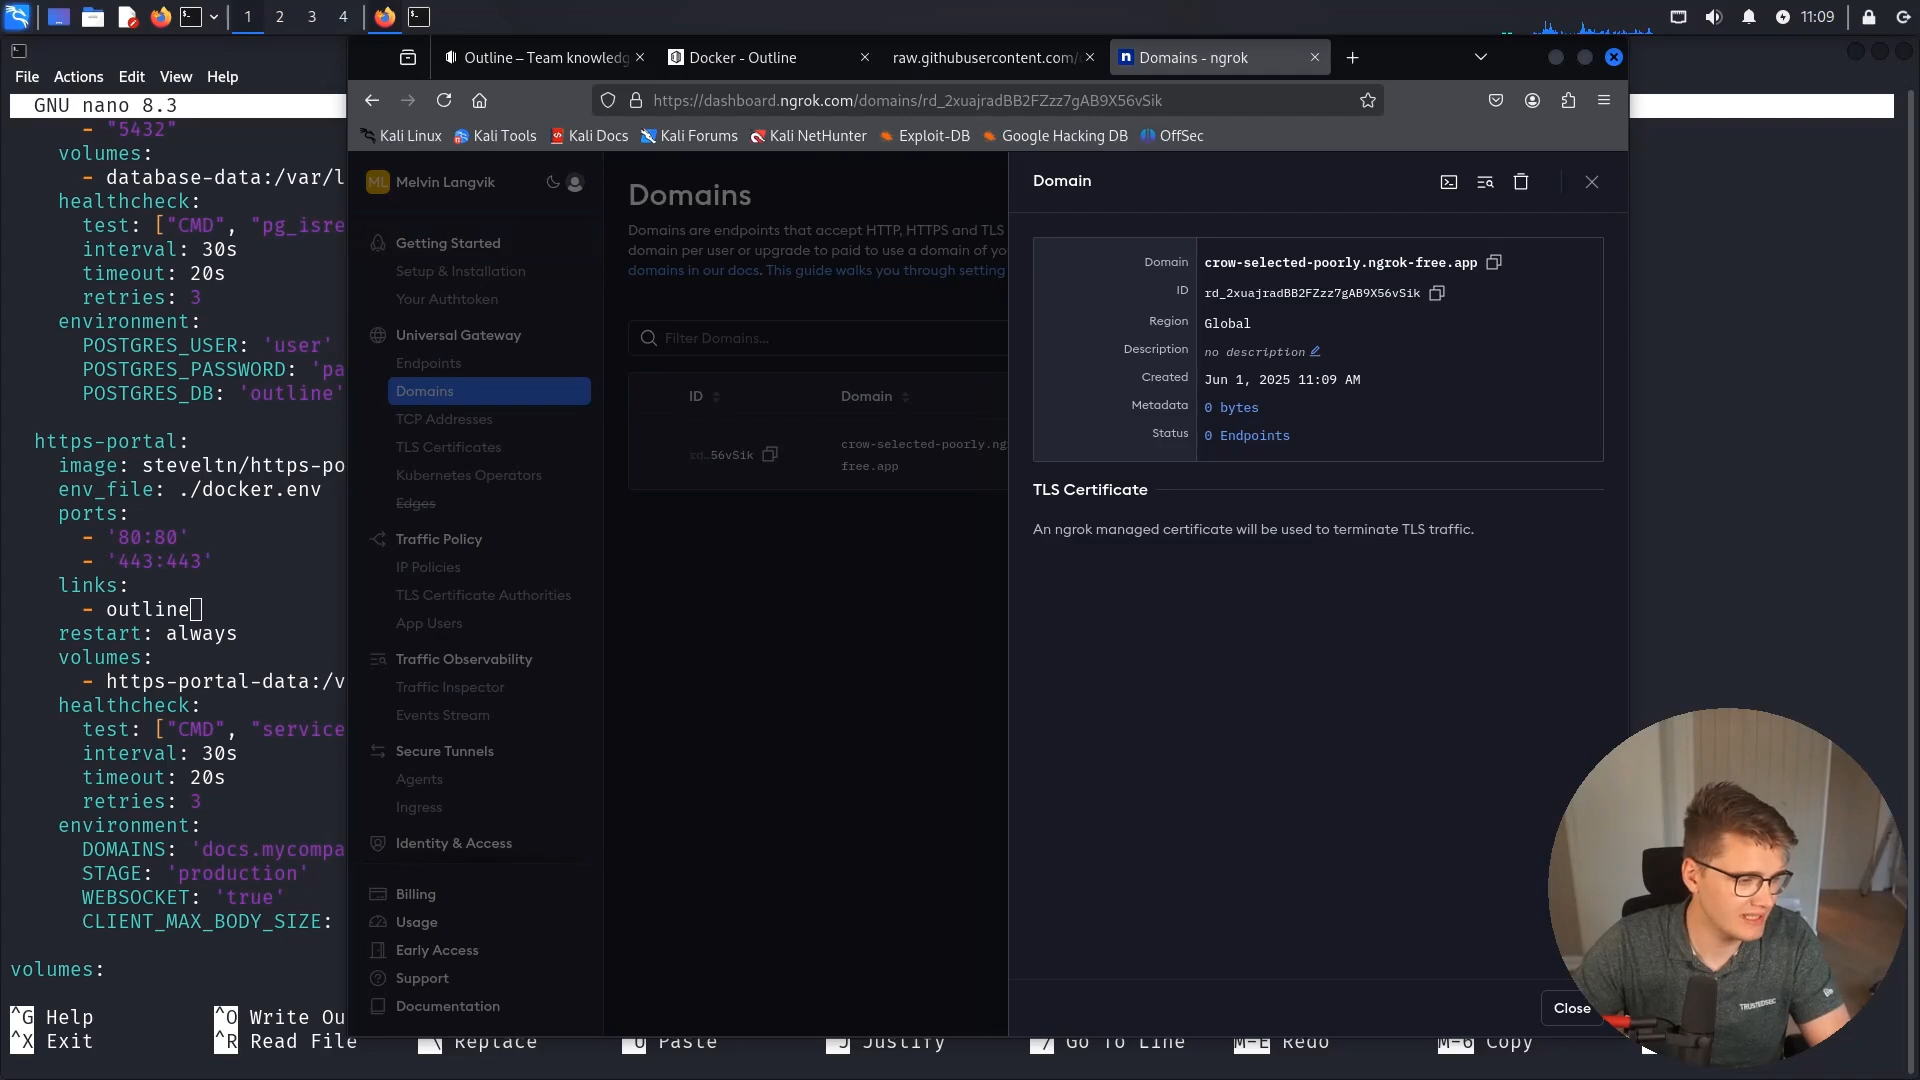 1 2 3 4
11:09
File Actions Edit View Help
Outline – Team knowledg
Docker - Outline
raw.githubusercontent.com/
Domains - ngrok
GNU nano 8.3
https://dashboard.ngrok.com/domains/rd_2xuajradBB2FZzz7gAB9X56vSik
Kali Linux Kali Tools Kali Docs Kali Forums Kali NetHunter Exploit-DB Google Hacking DB OffSec
- "5432"
volumes:
- database-data:/var/l
healthcheck:
test: ["CMD", "pg_isre
interval: 30s
timeout: 20s
retries: 3
environment:
POSTGRES_USER: 'user'
POSTGRES_PASSWORD: 'pa
POSTGRES_DB: 'outline'
https-portal:
image: steveltn/https-po
env_file: ./docker.env
ports:
- '80:80'
- '443:443'
links:
- outline
restart: always
volumes:
- https-portal-data:/v
healthcheck:
test: ["CMD", "service
interval: 30s
timeout: 20s
retries: 3
environment:
DOMAINS: 'docs.mycompa
STAGE: 'production'
WEBSOCKET: 'true'
CLIENT_MAX_BODY_SIZE:
volumes:
^G Help ^O Write Ou
^X Exit ^R Read File ^\ Replace ^U Paste ^J Justify ^/ Go To Line M-E Redo M-6 Copy
ML Melvin Langvik
Getting Started
Setup & Installation
Your Authtoken
Universal Gateway
Endpoints
Domains
TCP Addresses
TLS Certificates
Kubernetes Operators
Edges
Traffic Policy
IP Policies
TLS Certificate Authorities
App Users
Traffic Observability
Traffic Inspector
Events Stream
Secure Tunnels
Agents
Ingress
Identity & Access
Billing
Usage
Early Access
Support
Documentation
Domains
Domains are endpoints that accept HTTP, HTTPS and TLS
domain per user or upgrade to paid to use a domain of yo
domains in our docs. This guide walks you through setting
Filter Domains...
ID Domain
rd…56vSik
crow-selected-poorly.ng
free.app
Domain
Domain crow-selected-poorly.ngrok-free.app
ID rd_2xuajradBB2FZzz7gAB9X56vSik
Region Global
Description no description
Created Jun 1, 2025 11:09 AM
Metadata 0 bytes
Status 0 Endpoints
TLS Certificate
An ngrok managed certificate will be used to terminate TLS traffic.
Close
TRUSTEDSEC